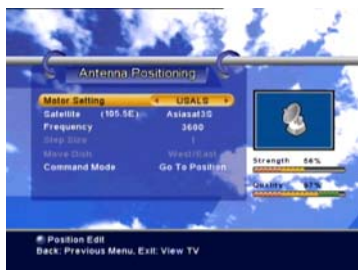 Antenna Positioning
Motor Setting USALS
Satellite (105.5E) Asiasat3S
Frequency 3680
Step Size 1
Move Dish West/East
Command Mode Go To Position
Strength 56%
Quality 97%
Position Edit
Back: Previous Menu, Exit: View TV